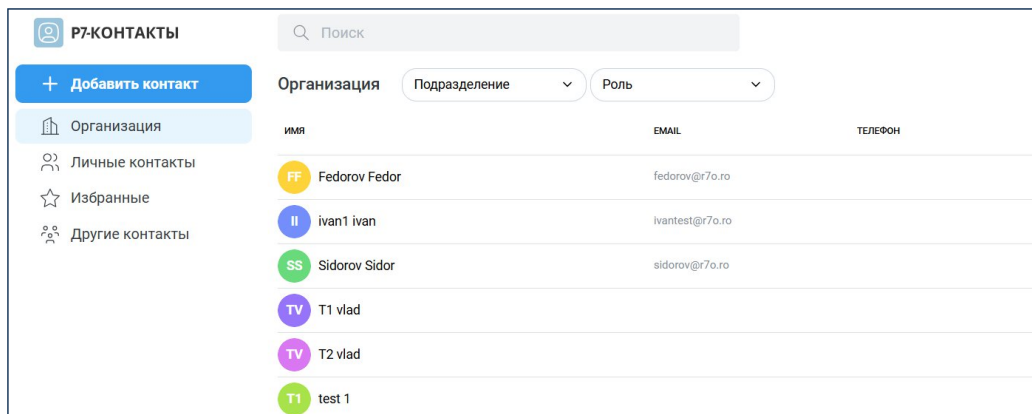 Р7-КОНТАКТЫ
Поиск
Добавить контакт
Организация
Личные контакты
Избранные
Другие контакты
Организация Подразделение Роль
ИМЯ EMAIL ТЕЛЕФОН
FF Fedorov Fedor fedorov@r7o.ro
II ivan1 ivan ivantest@r7o.ro
SS Sidorov Sidor sidorov@r7o.ro
TV T1 vlad
TV T2 vlad
T1 test 1